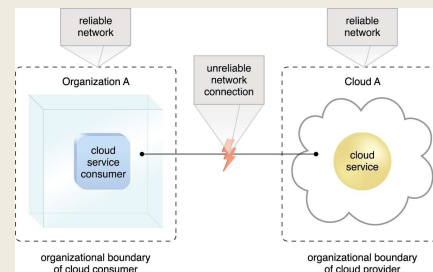 reliable
network
reliable
network
unreliable
network
connection
Organization A
Cloud A
cloud
service
consumer
cloud
service
organizational boundary
of cloud consumer
organizational boundary
of cloud provider